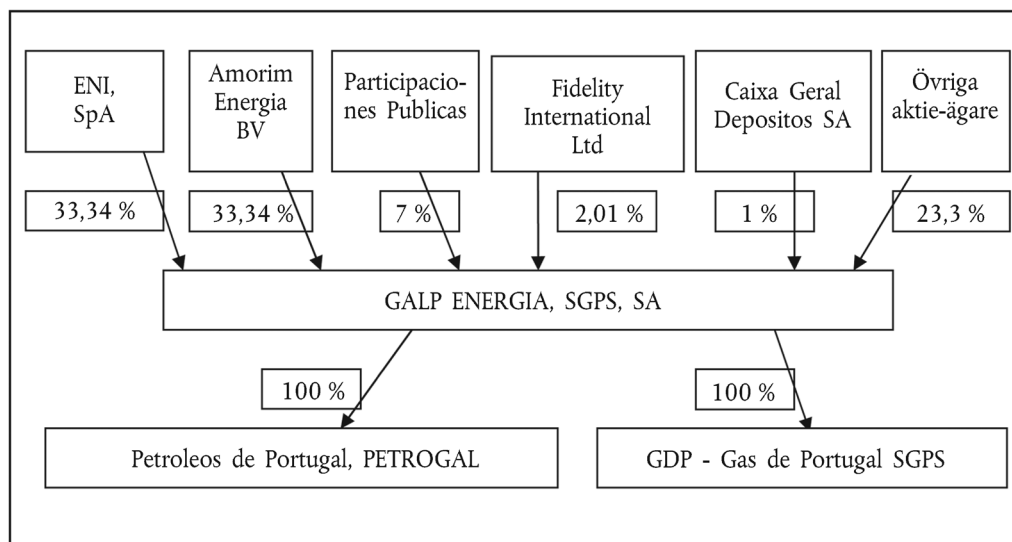 ENI,
SpA
Amorim
Energia
BV
Participacio-
nes Publicas
Fidelity
International
Ltd
Caixa Geral
Depositos SA
Övriga
aktie-ägare
33,34 %
33,34 %
7 %
2,01 %
1 %
23,3 %
GALP ENERGIA, SGPS, SA
100 %
100 %
Petroleos de Portugal, PETROGAL
GDP - Gas de Portugal SGPS